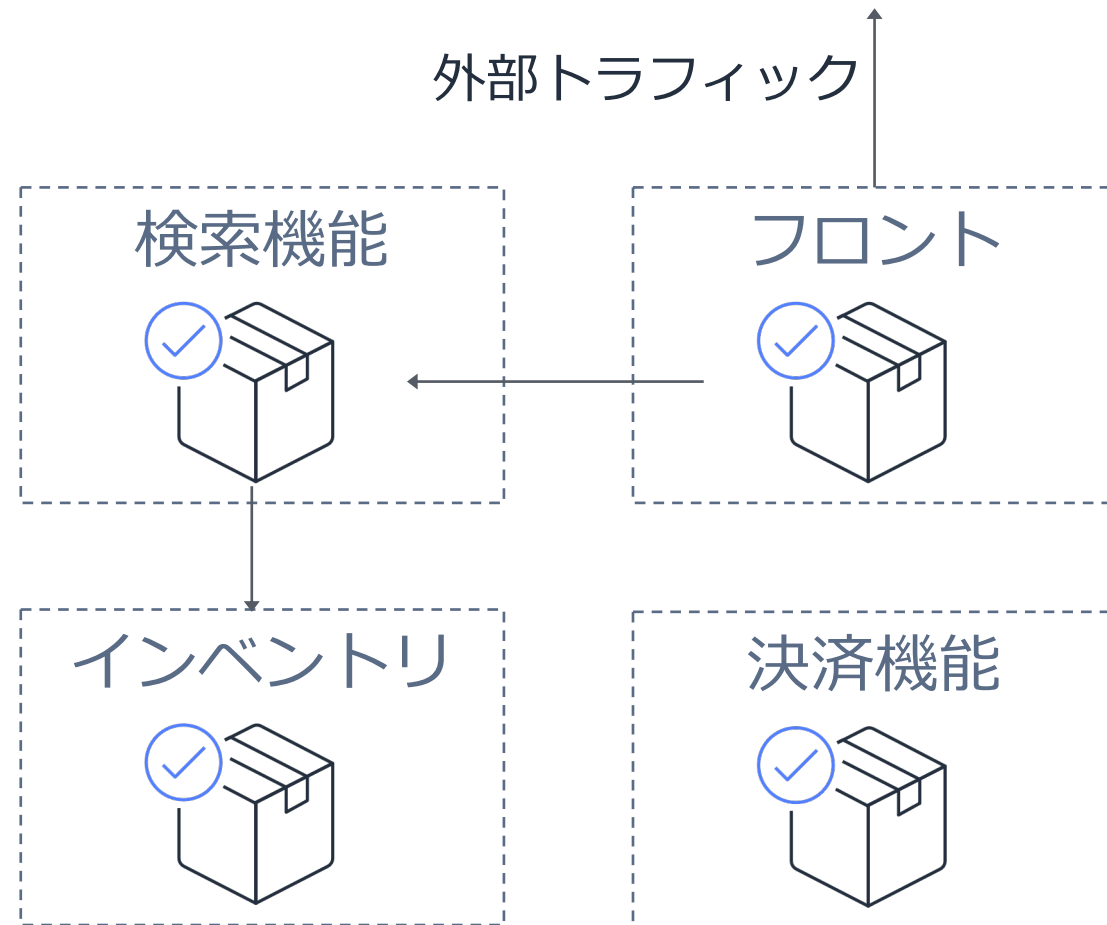 外部トラフィック
検索機能
フロント
インベントリ
決済機能